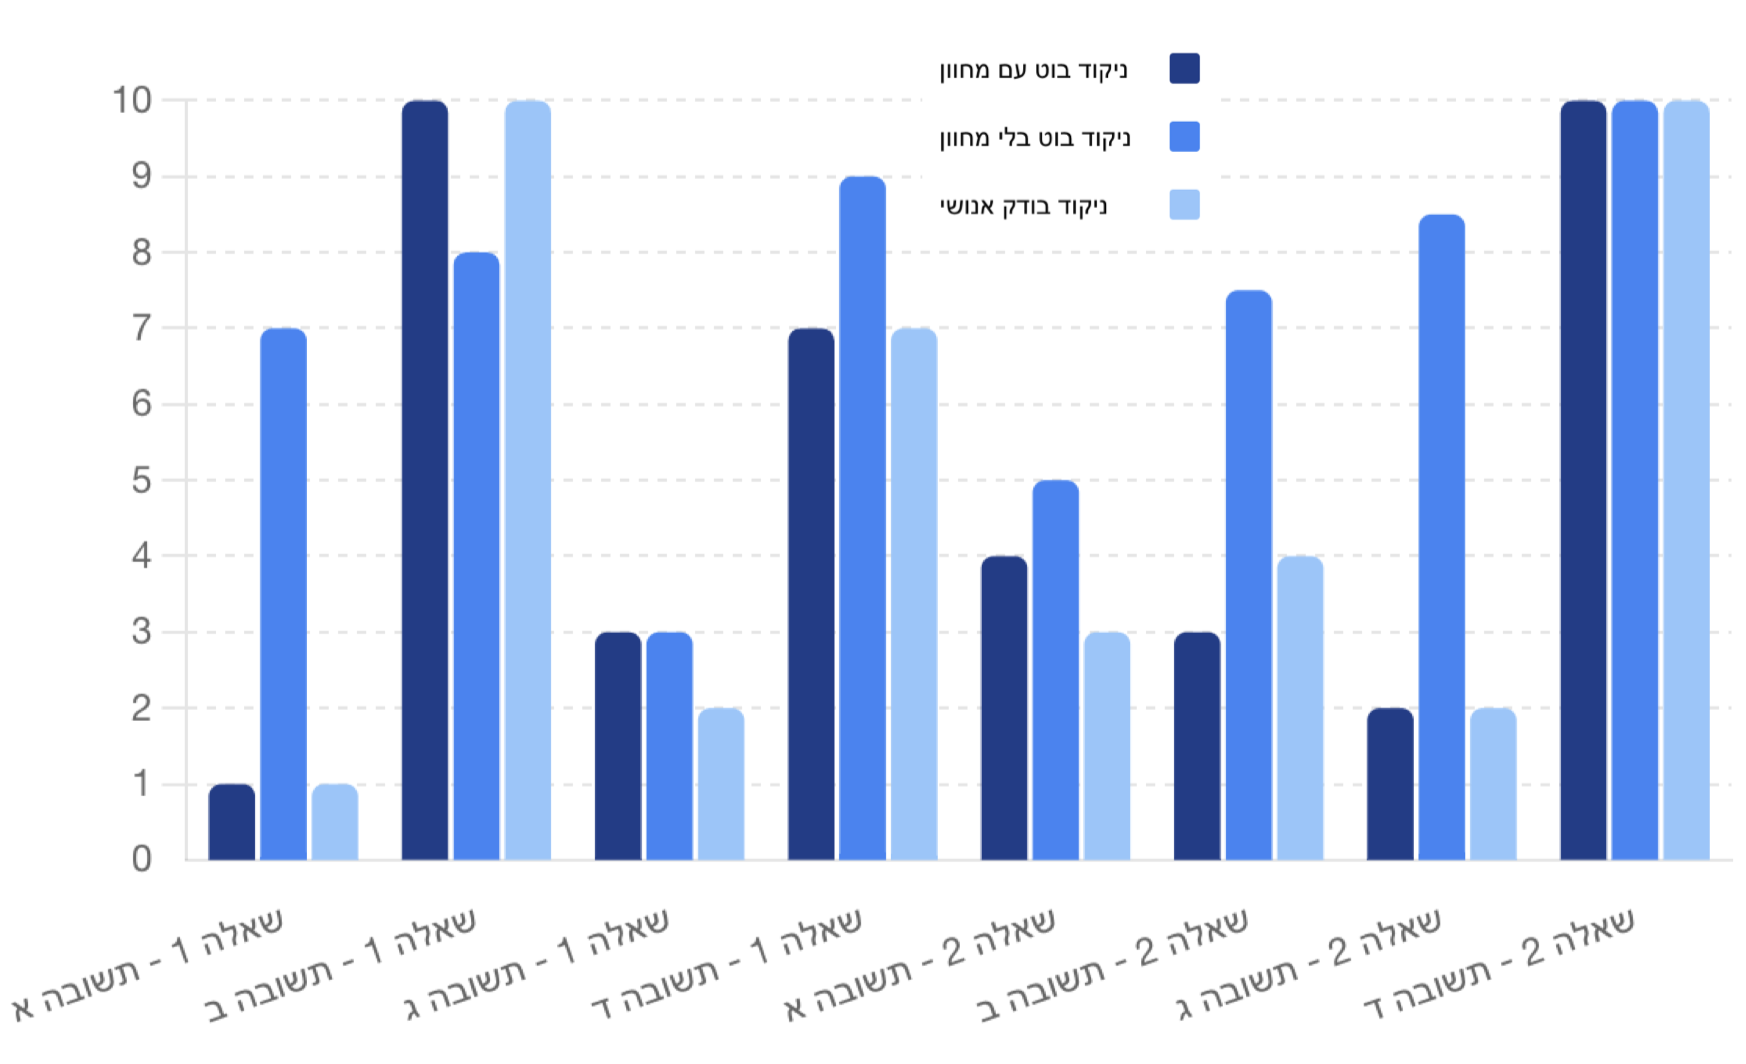 ניקוד בוט עם מחוון
ניקוד בוט בלי מחוון
ניקוד בודק אנושי
10
9
8
7
6
5
4
3
2
1
0
שאלה 1 - תשובה א
שאלה 1 - תשובה ב
שאלה 1 - תשובה ג
שאלה 1 - תשובה ד
שאלה 2 - תשובה א
שאלה 2 - תשובה ב
שאלה 2 - תשובה ג
שאלה 2 - תשובה ד